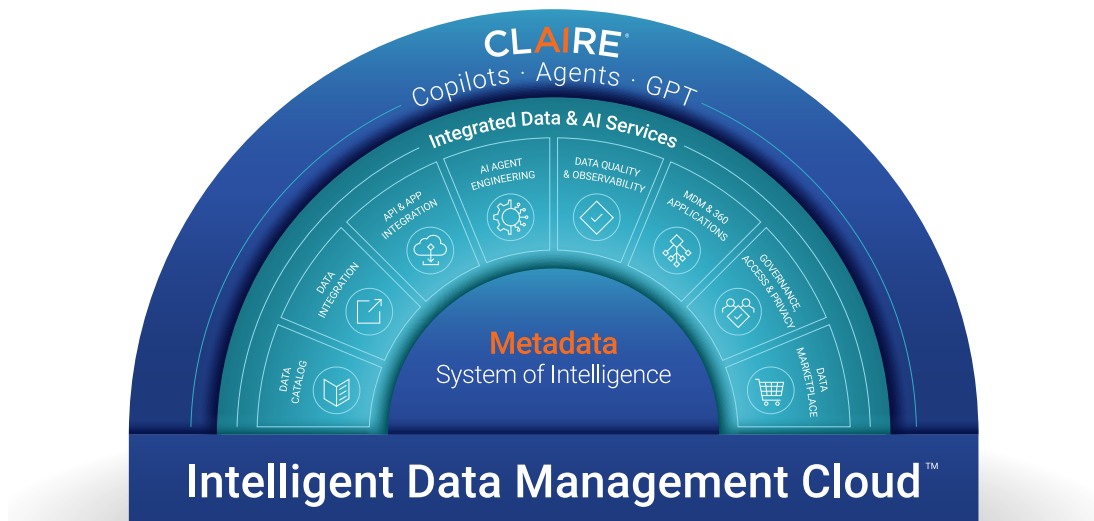 CLAIRE®
Copilots · Agents · GPT
Integrated Data & AI Services
DATA
CATALOG
DATA
INTEGRATION
API & APP
INTEGRATION
AI AGENT
ENGINEERING
DATA QUALITY
& OBSERVABILITY
MDM & 360
APPLICATIONS
GOVERNANCE,
ACCESS & PRIVACY
DATA
MARKETPLACE
Metadata
System of Intelligence
Intelligent Data Management Cloud™